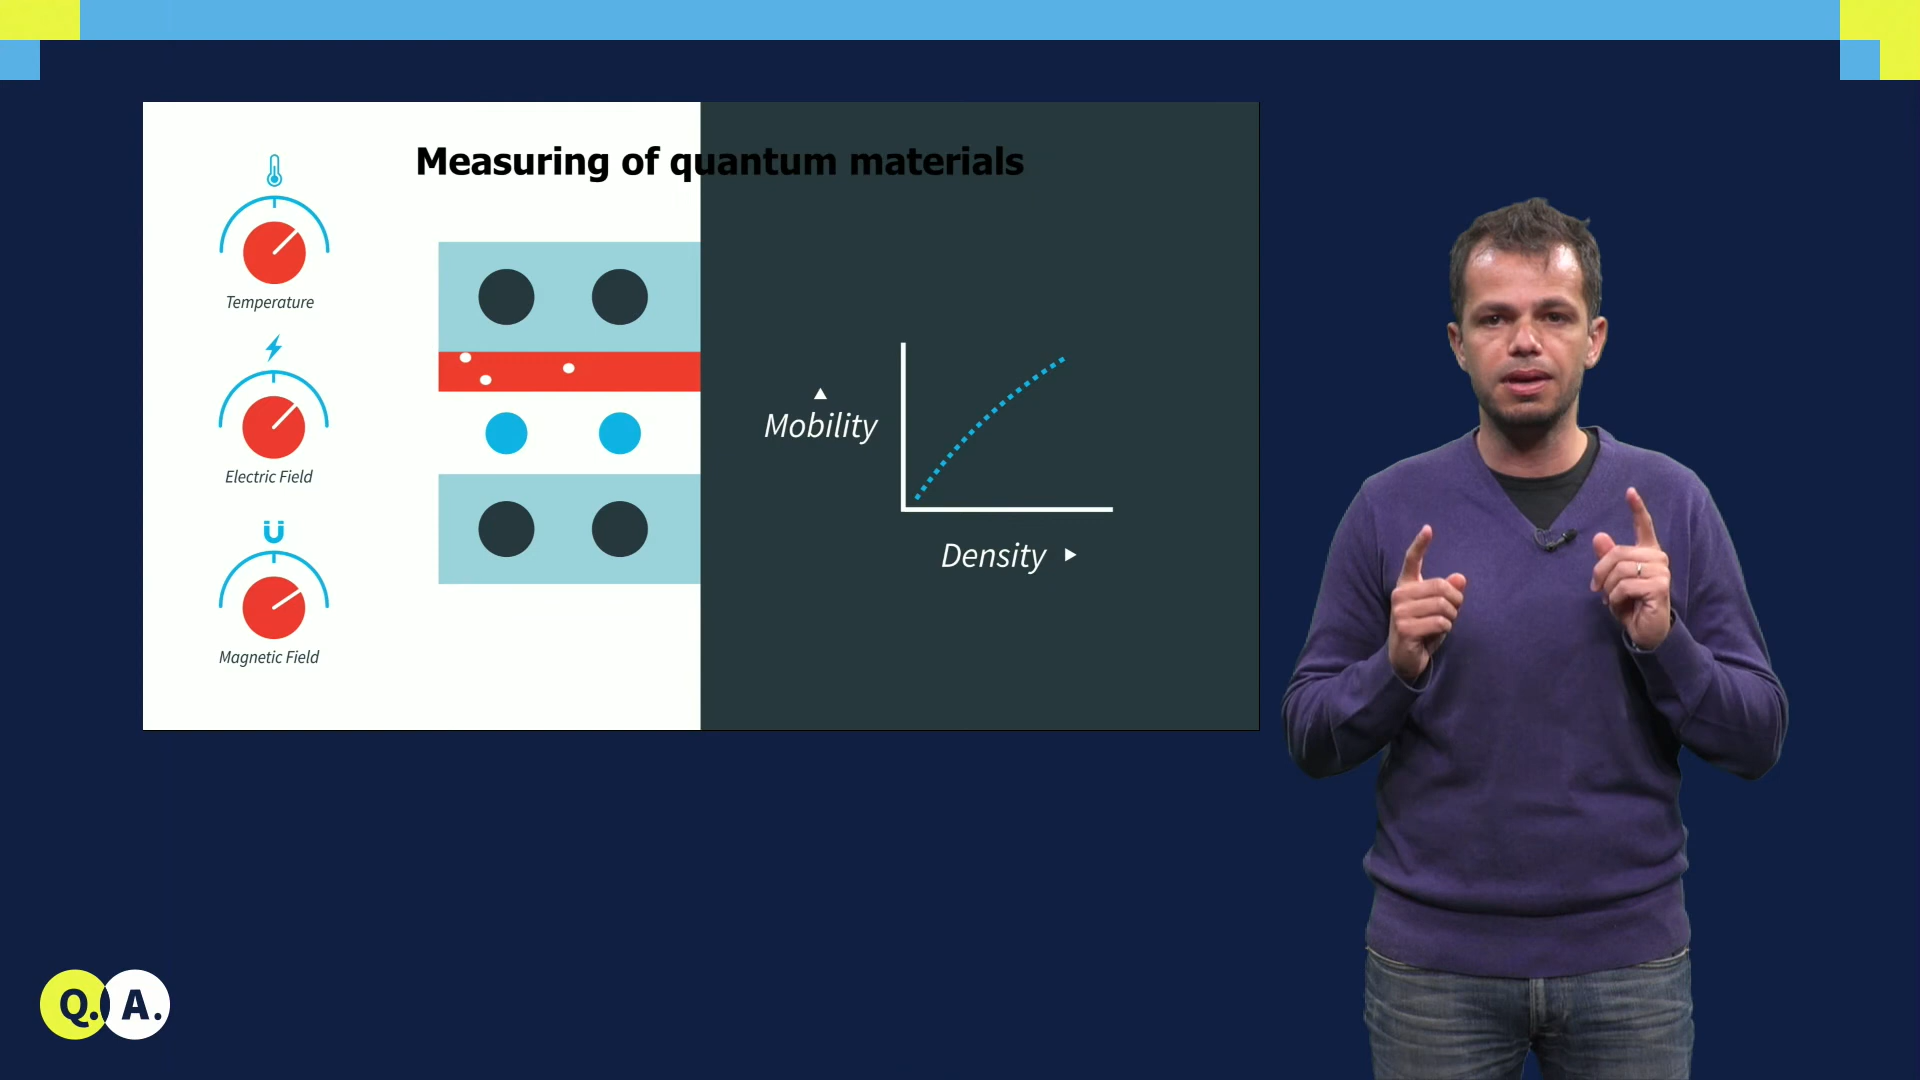 Measuring of quantum materials
Temperature
Electric Field
Magnetic Field
Mobility
Density
Q. A.